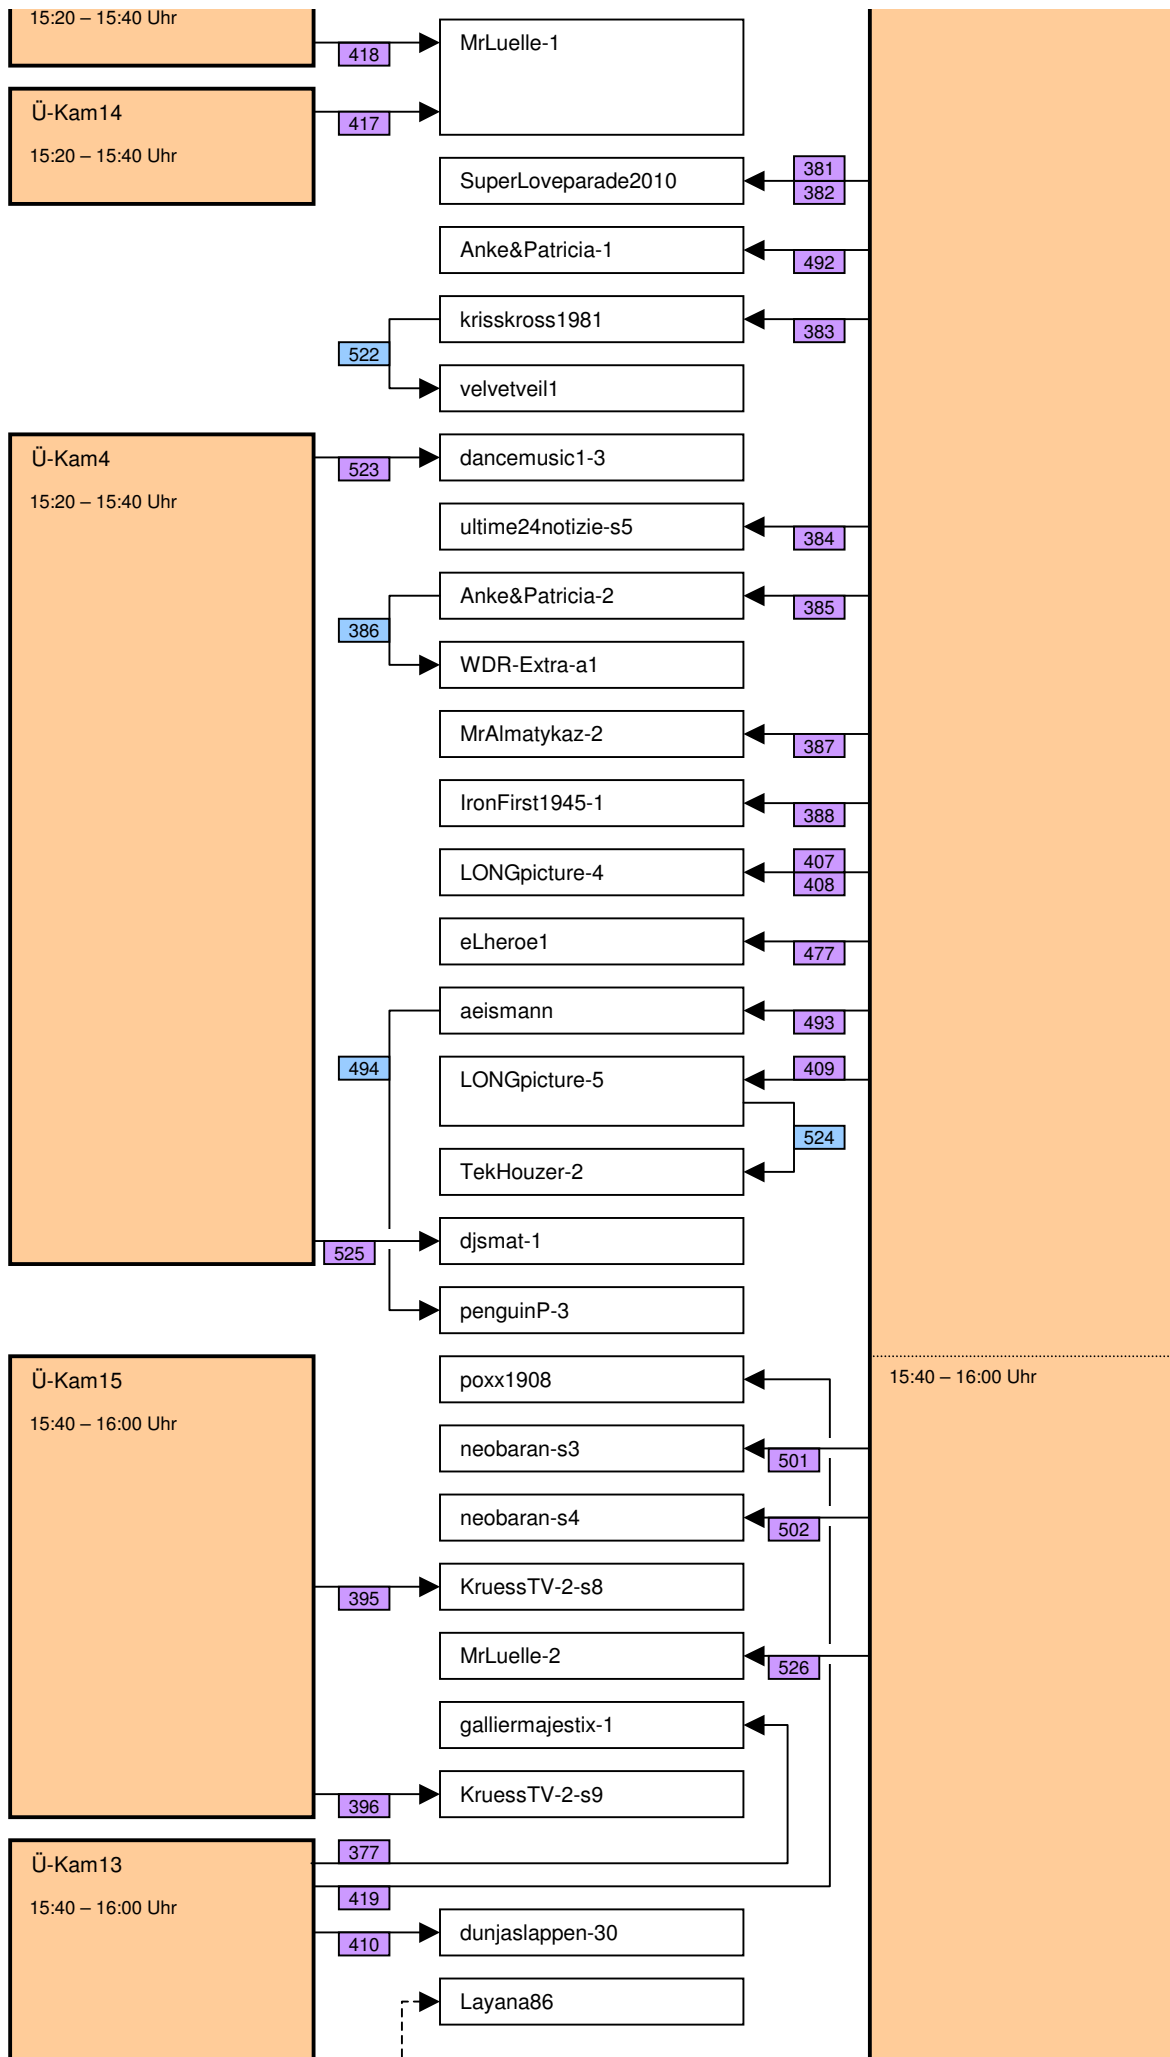 15:20 – 15:40 Uhr
418
MrLuelle-1
Ü-Kam14
417
15:20 – 15:40 Uhr
381
SuperLoveparade2010
382
Anke&Patricia-1
492
krisskross1981
383
522
velvetveil1
Ü-Kam4
dancemusic1-3
523
15:20 – 15:40 Uhr
ultime24notizie-s5
384
Anke&Patricia-2
385
386
WDR-Extra-a1
MrAlmatykaz-2
387
IronFirst1945-1
388
407
LONGpicture-4
408
eLheroe1
477
aeismann
493
494
409
LONGpicture-5
524
TekHouzer-2
djsmat-1
525
penguinP-3
Ü-Kam15
poxx1908
15:40 – 16:00 Uhr
15:40 – 16:00 Uhr
neobaran-s3
501
neobaran-s4
502
KruessTV-2-s8
395
MrLuelle-2
526
galliermajestix-1
KruessTV-2-s9
396
377
Ü-Kam13
419
15:40 – 16:00 Uhr
dunjaslappen-30
410
Layana86